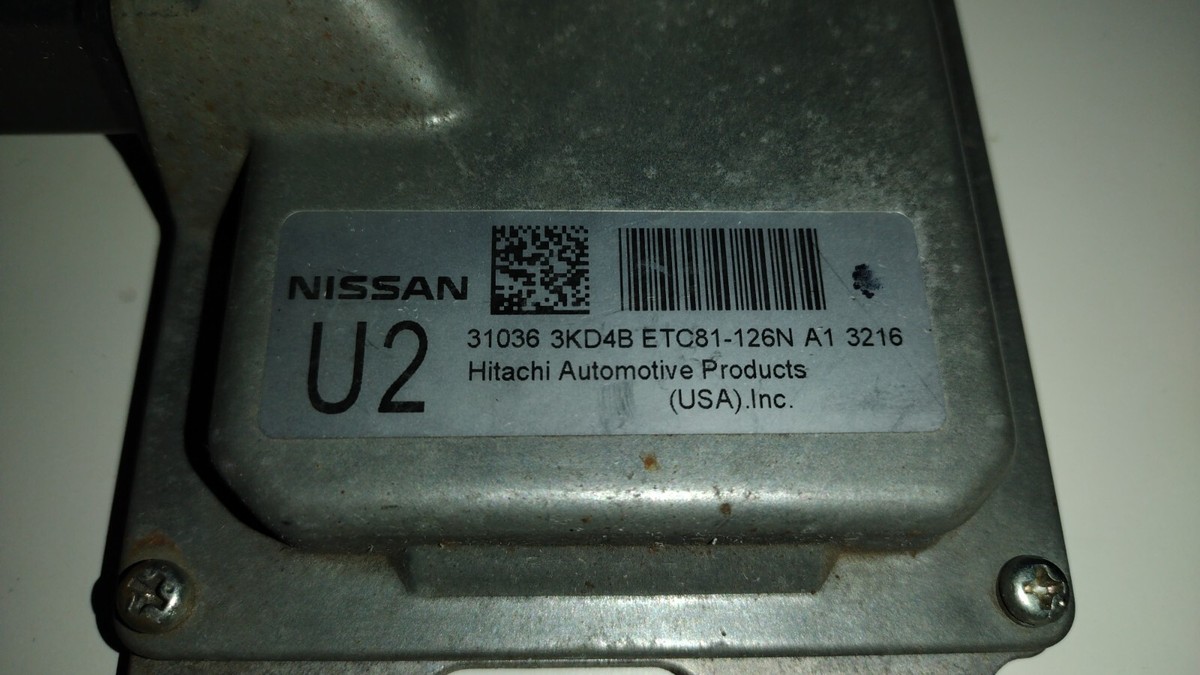 NISSAN
U2
31036 3KD4B ETC81-126N A1 3216
Hitachi Automotive Products
(USA).Inc.